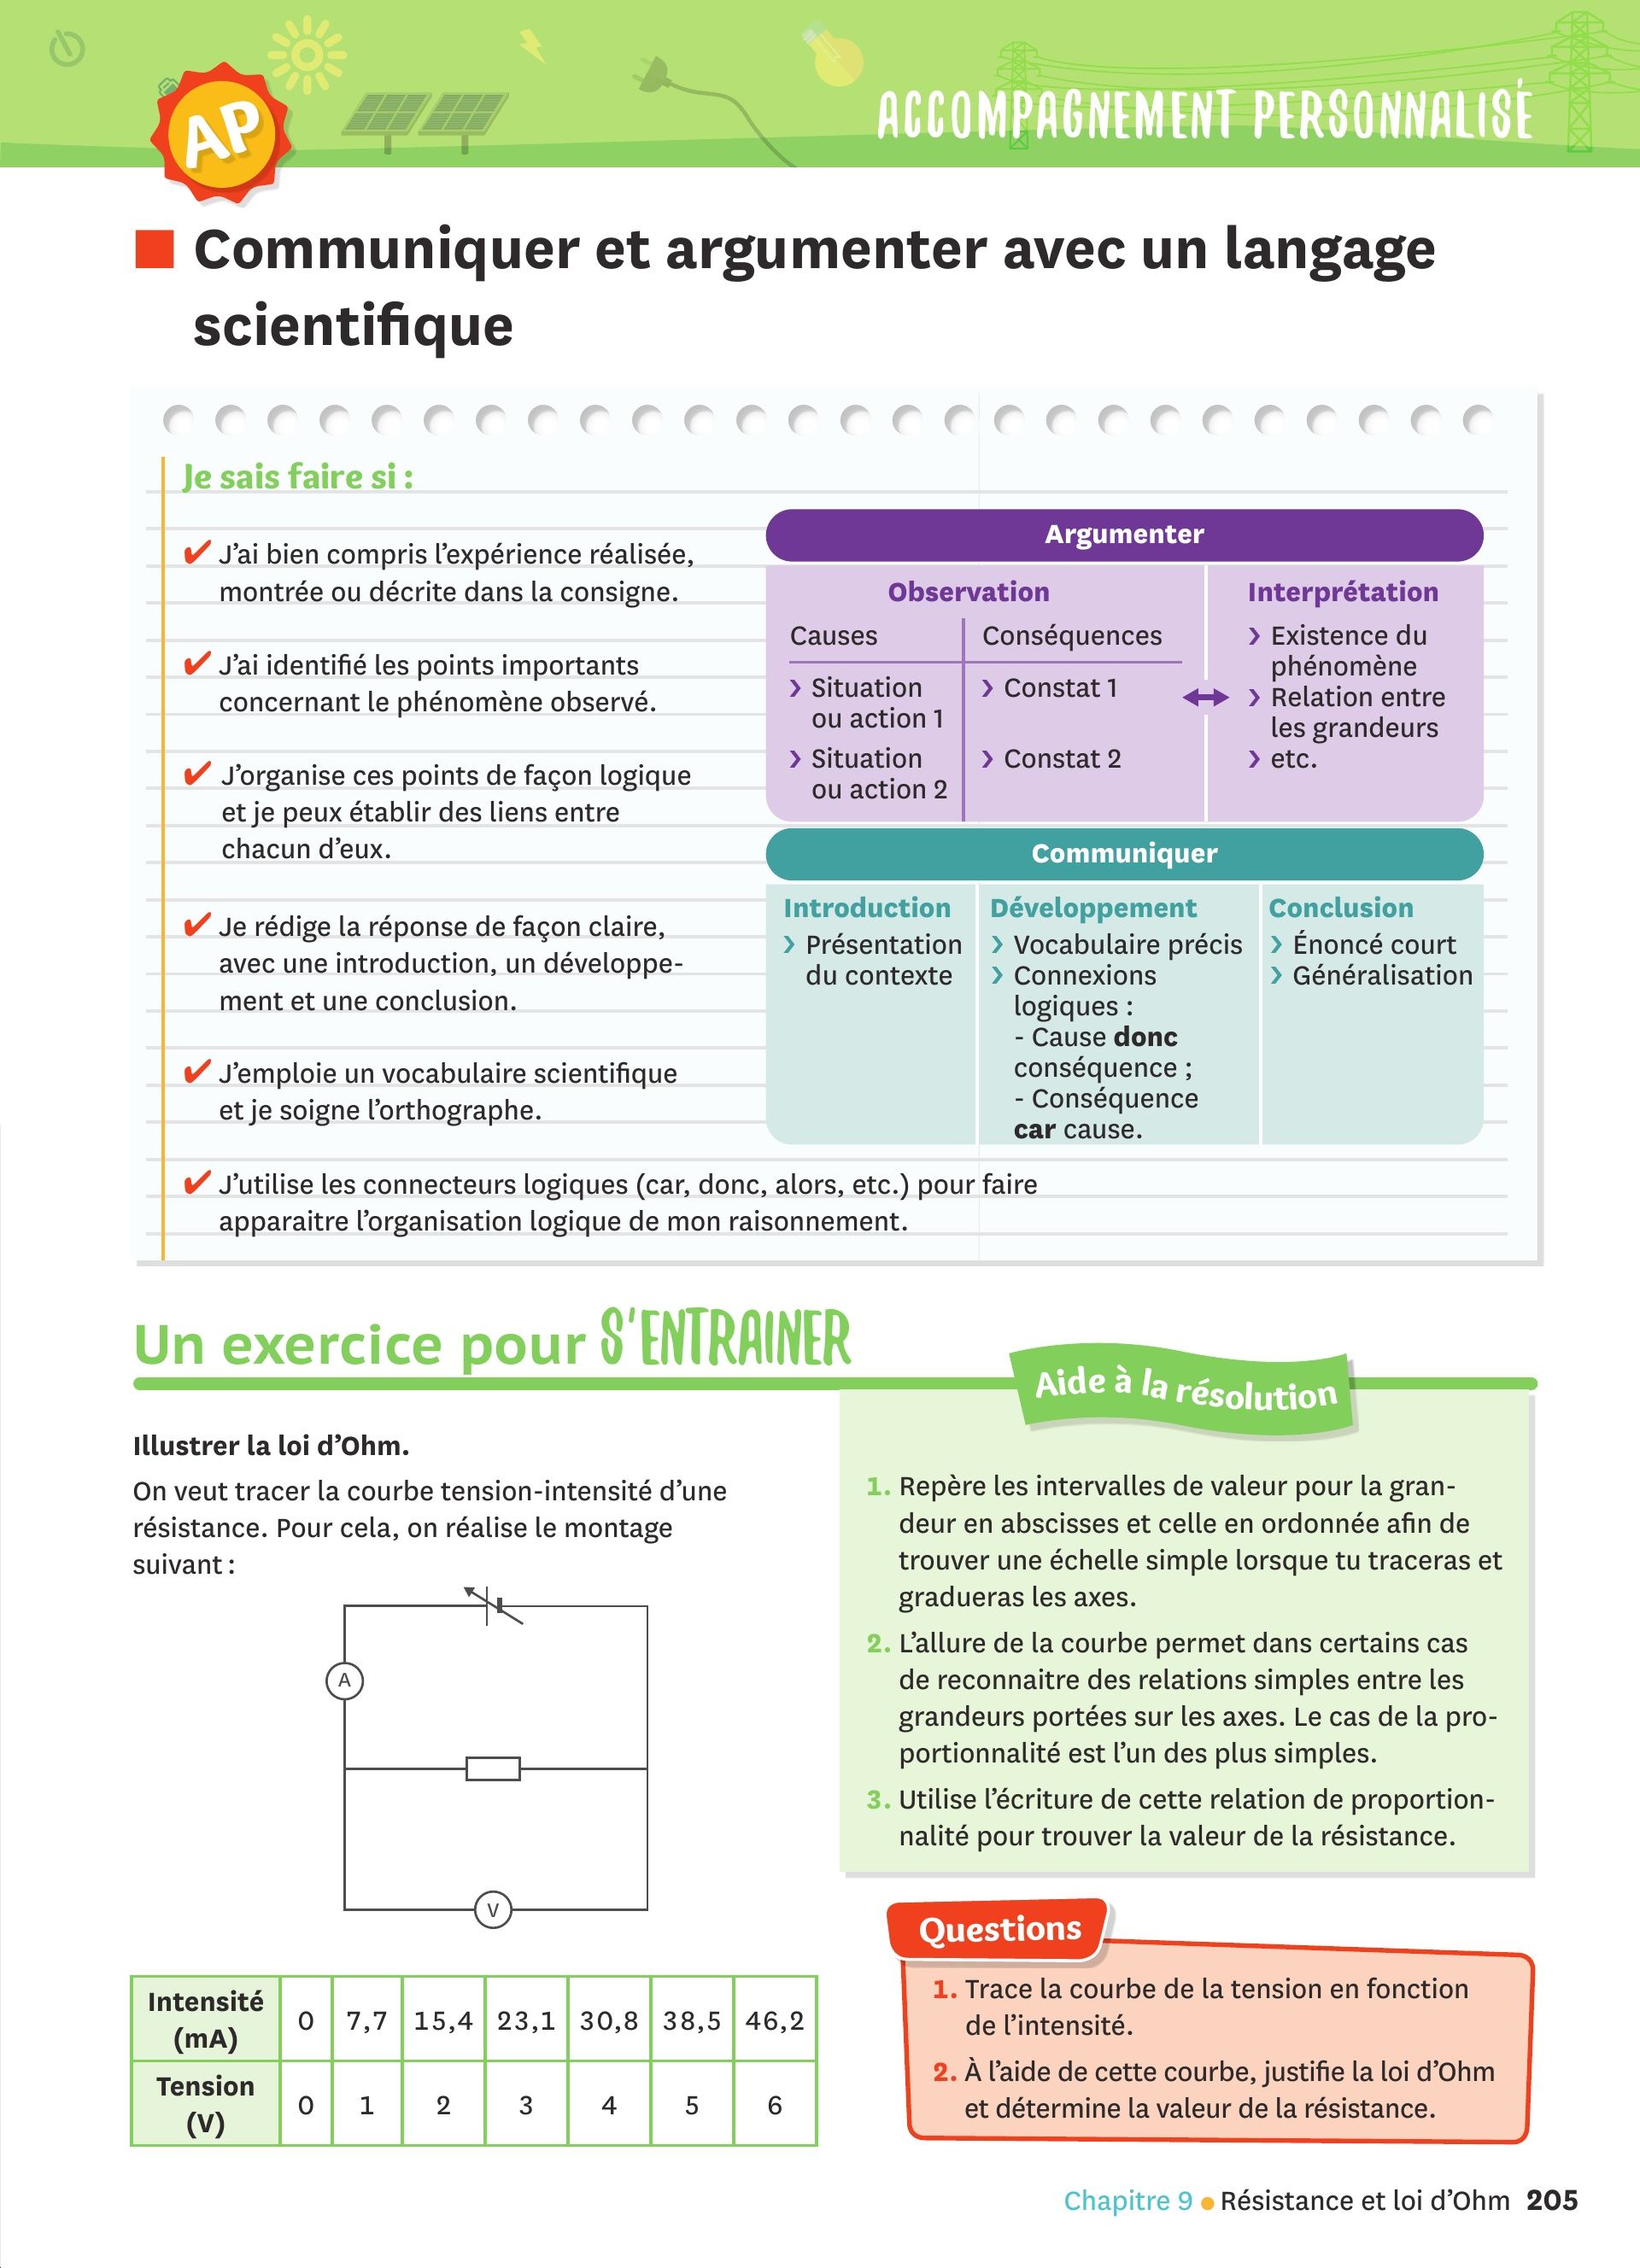 AP
ACCOMPAGNEMENT PERSONNALISÉ
Communiquer et argumenter avec un langage
scientifique
Je sais faire si :
✔ J’ai bien compris l’expérience réalisée,
montrée ou décrite dans la consigne.
✔ J’ai identifié les points importants
concernant le phénomène observé.
✔ J’organise ces points de façon logique
et je peux établir des liens entre
chacun d’eux.
✔ Je rédige la réponse de façon claire,
avec une introduction, un développe-
ment et une conclusion.
✔ J’emploie un vocabulaire scientifique
et je soigne l’orthographe.
✔ J’utilise les connecteurs logiques (car, donc, alors, etc.) pour faire
apparaitre l’organisation logique de mon raisonnement.
Argumenter
Observation
Causes
Conséquences
› Situation
ou action 1
› Constat 1
› Situation
ou action 2
› Constat 2
Interprétation
› Existence du
phénomène
› Relation entre
les grandeurs
› etc.
Communiquer
Introduction
› Présentation
du contexte
Développement
› Vocabulaire précis
› Connexions
logiques :
- Cause donc
conséquence ;
- Conséquence
car cause.
Conclusion
› Énoncé court
› Généralisation
Un exercice pour S'ENTRAINER
Illustrer la loi d’Ohm.
On veut tracer la courbe tension-intensité d’une
résistance. Pour cela, on réalise le montage
suivant :
A
V
Intensité
(mA)
0 7,7 15,4 23,1 30,8 38,5 46,2
Tension
(V)
0 1 2 3 4 5 6
Aide à la résolution
1. Repère les intervalles de valeur pour la gran-
deur en abscisses et celle en ordonnée afin de
trouver une échelle simple lorsque tu traceras et
gradueras les axes.
2. L’allure de la courbe permet dans certains cas
de reconnaitre des relations simples entre les
grandeurs portées sur les axes. Le cas de la pro-
portionnalité est l’un des plus simples.
3. Utilise l’écriture de cette relation de proportion-
nalité pour trouver la valeur de la résistance.
Questions
1. Trace la courbe de la tension en fonction
de l’intensité.
2. À l’aide de cette courbe, justifie la loi d’Ohm
et détermine la valeur de la résistance.
Chapitre 9 ● Résistance et loi d’Ohm 205